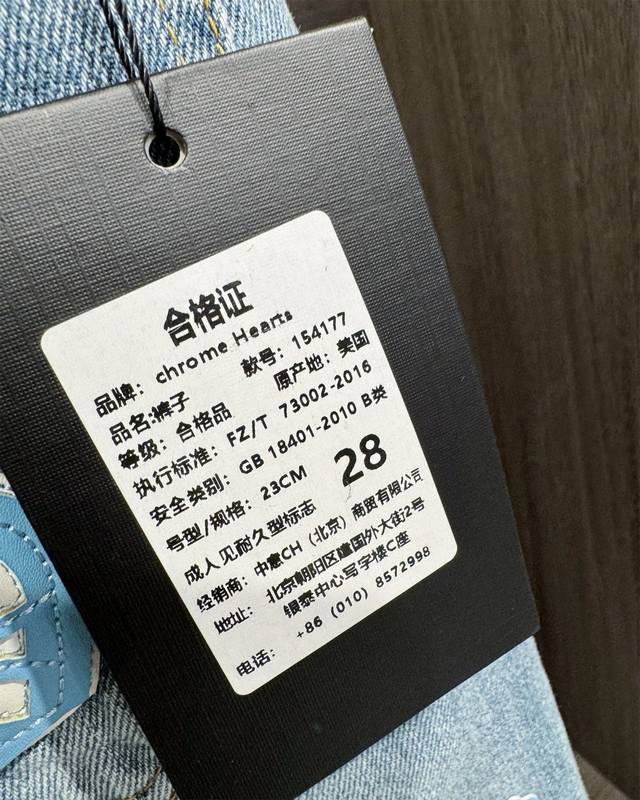 合格证
品牌: chrome Hearts
品名:裤子 款号: 154177
等级: 合格品 原产地: 美国
执行标准: FZ/T 73002-2016
安全类别: GB 18401-2010 B类
号型/规格: 23CM 28
成人见耐久型标志
经销商: 中意CH (北京) 商贸有限公司
地址: 北京朝阳区建国外大街2号
银泰中心写字楼C座
电话: +86 (010) 8572998